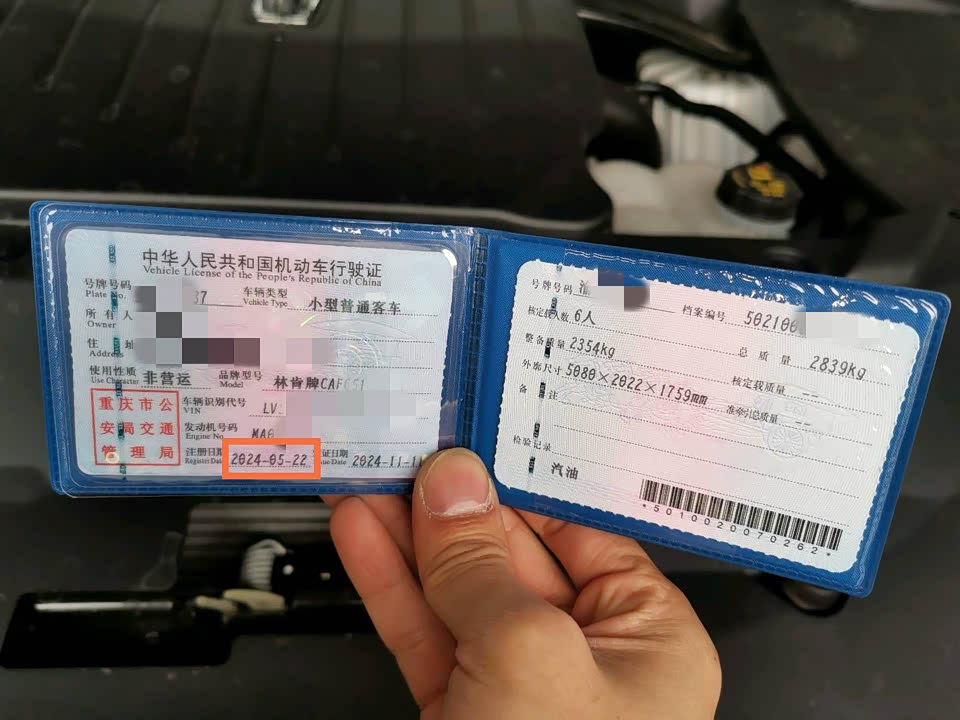 中华人民共和国机动车行驶证
Vehicle License of the People's Republic of China
号牌号码 37 车辆类型 小型普通客车
Plate No. Vehicle Type
所有人
Owner
住址
Address
使用性质 非营运 品牌型号 林肯牌CAF651
Use Character Model
重庆市公
安局交通
管理局
车辆识别代号 LV
VIN
发动机号码 MA0
Engine No.
注册日期 2024-05-22 证日期 2024-11-11
号牌号码 渝
档案编号 502100
核定载人数 6人
总质量 2839kg
整备质量 2354kg
核定载质量 --
外廓尺寸 5080×2022×1759mm
准牵引总质量 --
备注
检验记录
汽油
*5010020070262*